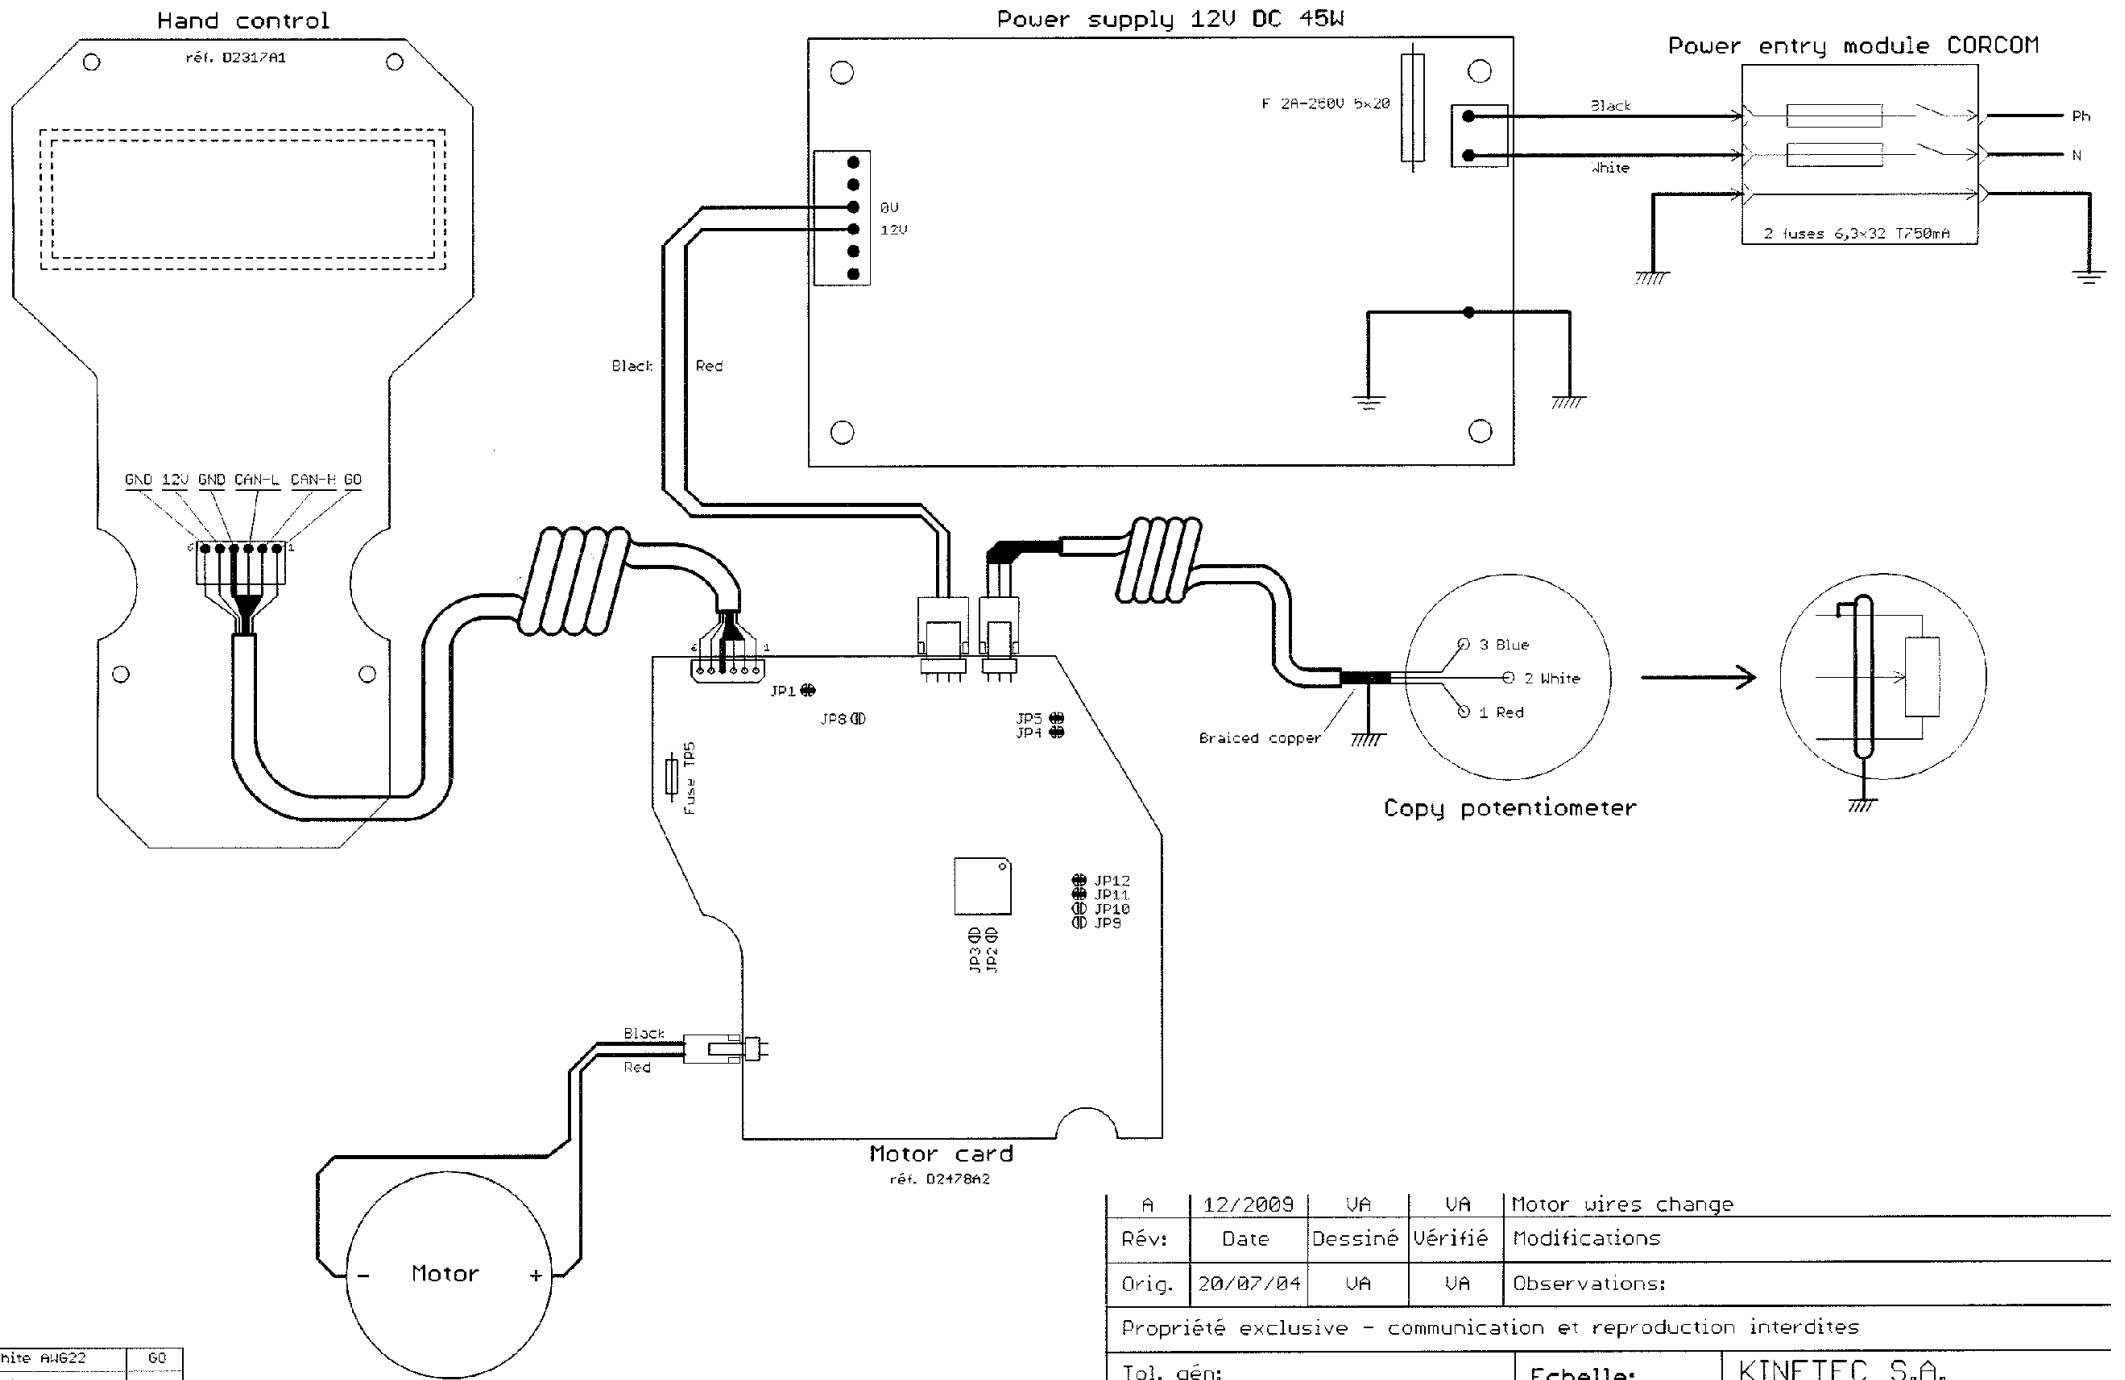 Hand control
réf. D2317A1
Power supply 12V DC 45W
Power entry module CORCOM
F 2A-250V 5x20
Black
White
Ph
N
2 fuses 6,3x32 T750mA
0V
12V
Black
Red
GND 12V GND CAN-L CAN-H GO
6
1
6
1
JP1
JP8
JP5
JP4
Fuse TR5
3 Blue
2 White
1 Red
Braiced copper
Copy potentiometer
JP12
JP11
JP10
JP9
JP3
JP2
Black
Red
Motor card
réf. D2478A2
- Motor +
A 12/2009 VA VA Motor wires change
Rév: Date Dessiné Vérifié Modifications
Orig. 20/07/04 VA VA Observations:
Propriété exclusive - communication et reproduction interdites
Tol. gén: Echelle: KINETEC S.A.
hite AWG22 GO